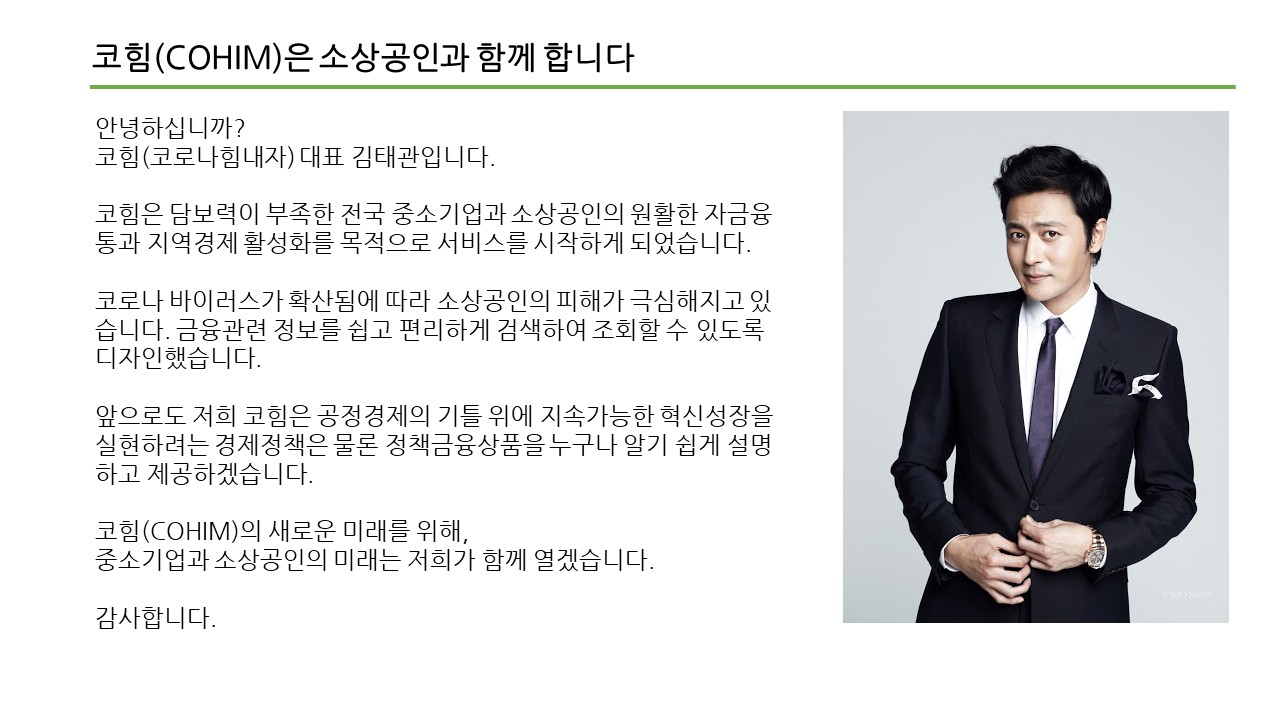 코힘(COHIM)은 소상공인과 함께 합니다
안녕하십니까?
코힘(코로나힘내자) 대표 김태관입니다.
코힘은 담보력이 부족한 전국 중소기업과 소상공인의 원활한 자금융
통과 지역경제 활성화를 목적으로 서비스를 시작하게 되었습니다.
코로나 바이러스가 확산됨에 따라 소상공인의 피해가 극심해지고 있
습니다. 금융관련 정보를 쉽고 편리하게 검색하여 조회할 수 있도록
디자인했습니다.
앞으로도 저희 코힘은 공정경제의 기틀 위에 지속가능한 혁신성장을
실현하려는 경제정책은 물론 정책금융상품을 누구나 알기 쉽게 설명
하고 제공하겠습니다.
코힘(COHIM)의 새로운 미래를 위해,
중소기업과 소상공인의 미래는 저희가 함께 열겠습니다.
감사합니다.